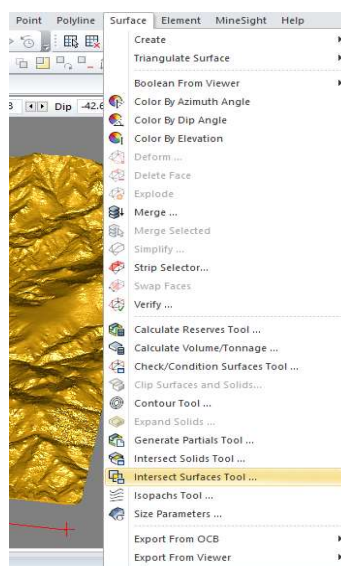 Point Polyline Surface Element MineSight Help
Create
Triangulate Surface
Boolean From Viewer
Dip -42.6
Color By Azimuth Angle
Color By Dip Angle
Color By Elevation
Deform ...
Delete Face
Explode
Merge ...
Merge Selected
Simplify ...
Strip Selector...
Swap Faces
Verify ...
Calculate Reserves Tool ...
Calculate Volume/Tonnage ...
Check/Condition Surfaces Tool ...
Clip Surfaces and Solids...
Contour Tool ...
Expand Solids ...
Generate Partials Tool ...
Intersect Solids Tool ...
Intersect Surfaces Tool ...
Isopachs Tool ...
Size Parameters ...
Export From OCB
Export From Viewer